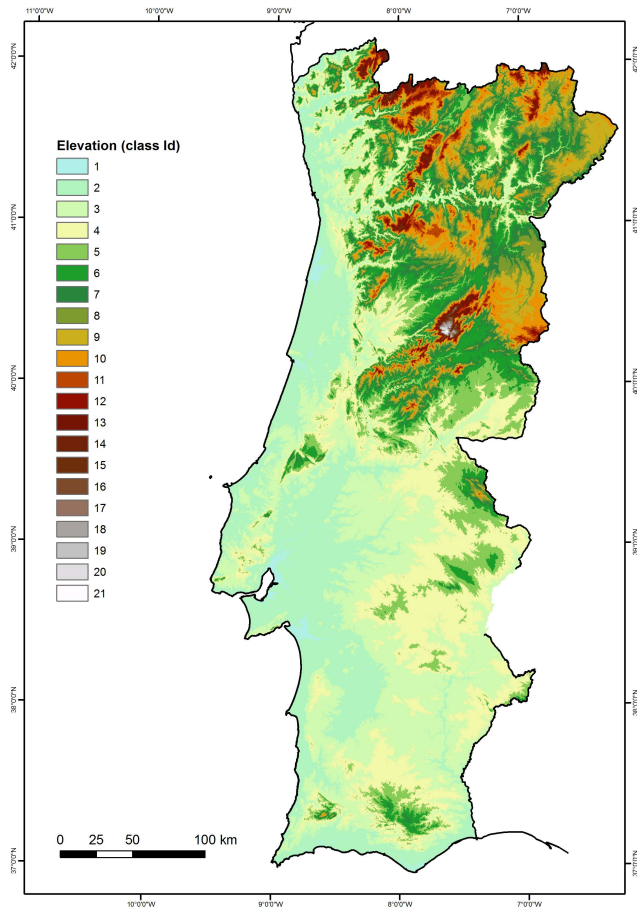 11°0'0"W 10°0'0"W 9°0'0"W 8°0'0"W 7°0'0"W
42°0'0"N 42°0'0"N
Elevation (class Id)
1
2
3
4
5
6
7
8
9
10
11
12
13
14
15
16
17
18
19
20
21
41°0'0"N 41°0'0"N
40°0'0"N 40°0'0"N
39°0'0"N 39°0'0"N
38°0'0"N 38°0'0"N
0 25 50 100 km
37°0'0"N 37°0'0"N
10°0'0"W 9°0'0"W 8°0'0"W 7°0'0"W